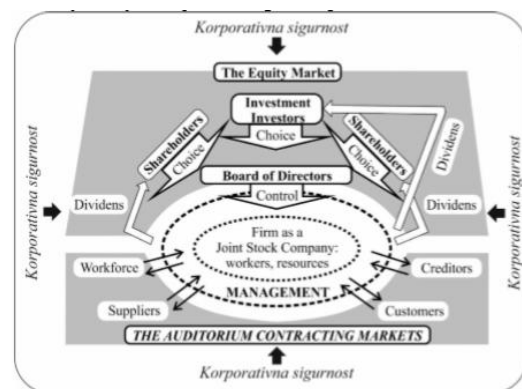 Korporativna sigurnost
The Equity Market
Investment
Investors
Choice
Shareholders
Choice
Shareholders
Choice
Dividens
Board of Directors
Control
Dividens
Dividens
Korporativna sigurnost
Korporativna sigurnost
Firm as a
Joint Stock Company:
workers, resources
Workforce
Creditors
MANAGEMENT
Suppliers
Customers
THE AUDITORIUM CONTRACTING MARKETS
Korporativna sigurnost